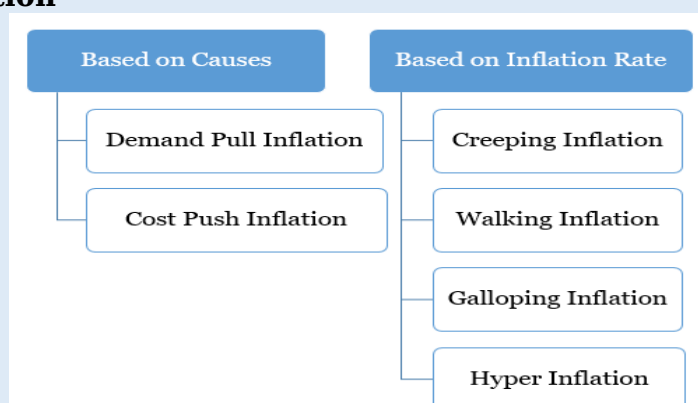 Based on Causes
Demand Pull Inflation
Cost Push Inflation
Based on Inflation Rate
Creeping Inflation
Walking Inflation
Galloping Inflation
Hyper Inflation